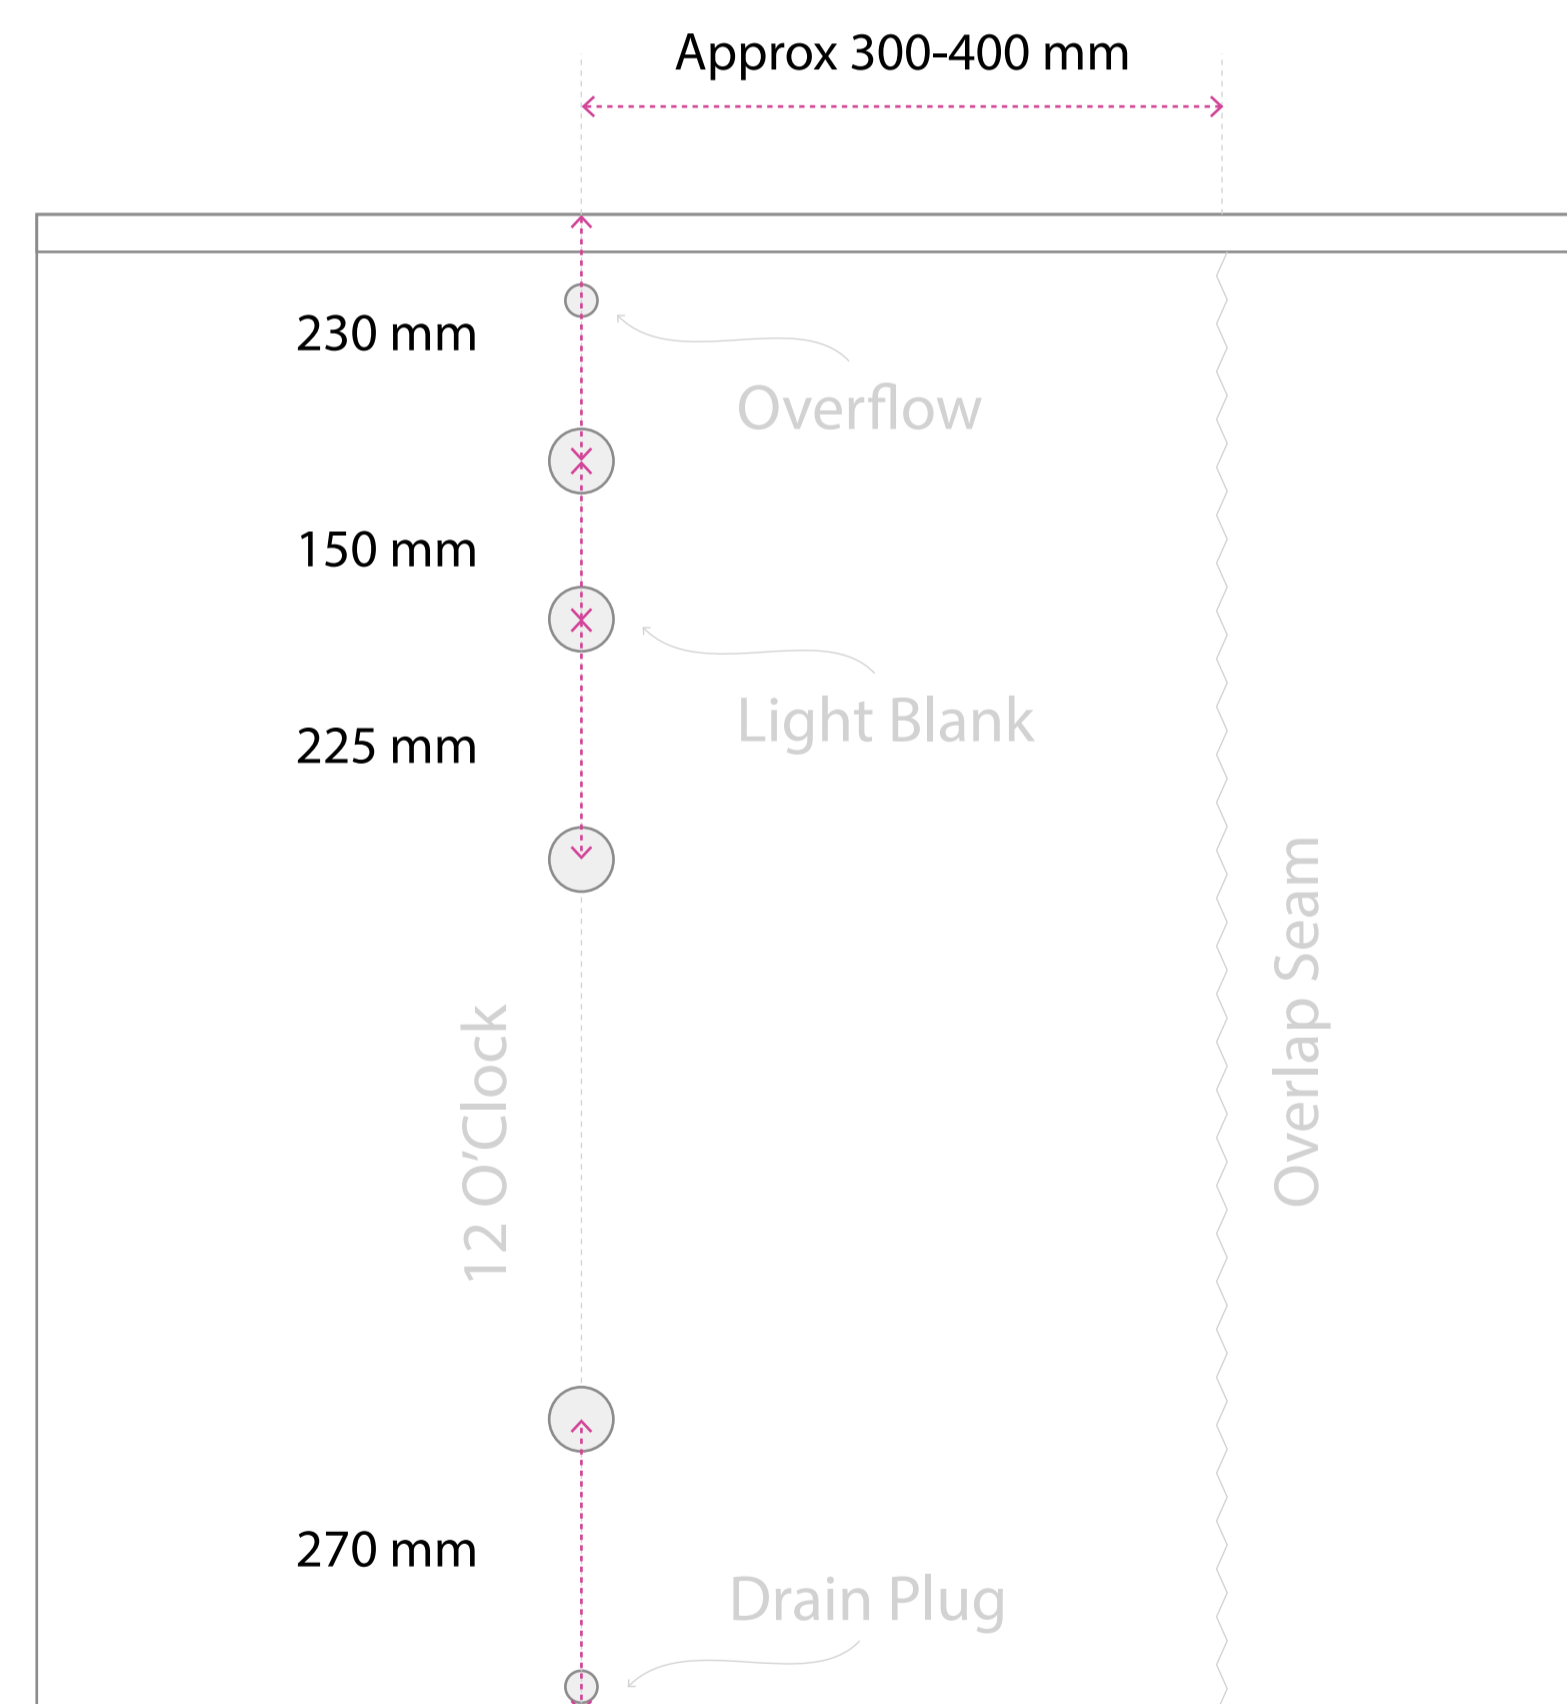 Approx 300-400 mm
230 mm
Overflow
150 mm
Light Blank
225 mm
12 O’Clock
Overlap Seam
270 mm
Drain Plug